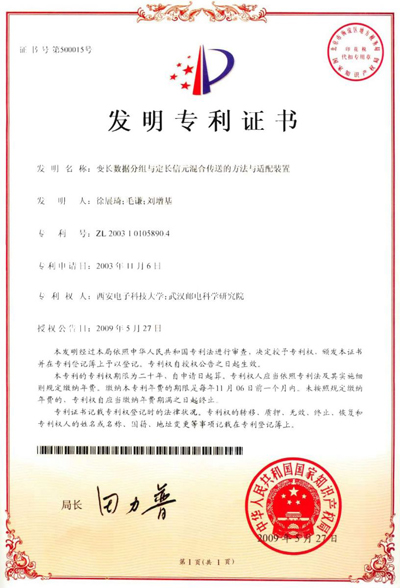 证书号第500015号
发明专利证书
发明名称：变长数据分组与定长信元混合传送的方法与适配装置
发明人：徐展琦;毛谦;刘增基
专利号：ZL 2003 1 0105890 4
专利申请日：2003年11月6日
专利权人：西安电子科技大学;武汉邮电科学研究院
授权公告日：2009年5月27日
本发明经过本局依照中华人民共和国专利法进行审查，决定授予专利权，颁发本证书
并在专利登记簿上予以登记。专利权自授权公告之日起生效。
本专利的专利权期限为二十年，自申请日起算。专利权人应当依照专利法及其实施细
则规定缴纳年费。缴纳本专利年费的期限是每年11月06日前一个月内。未按照规定缴纳
年费的，专利权自应当缴纳年费期满之日起终止。
专利证书记载专利权登记时的法律状况。专利权的转移、质押、无效、终止、恢复和
专利权人的姓名或名称、国籍、地址变更等事项记载在专利登记簿上。
局长 田力普
中华人民共和国国家知识产权局
2009年5月27日
第1页(共1页)